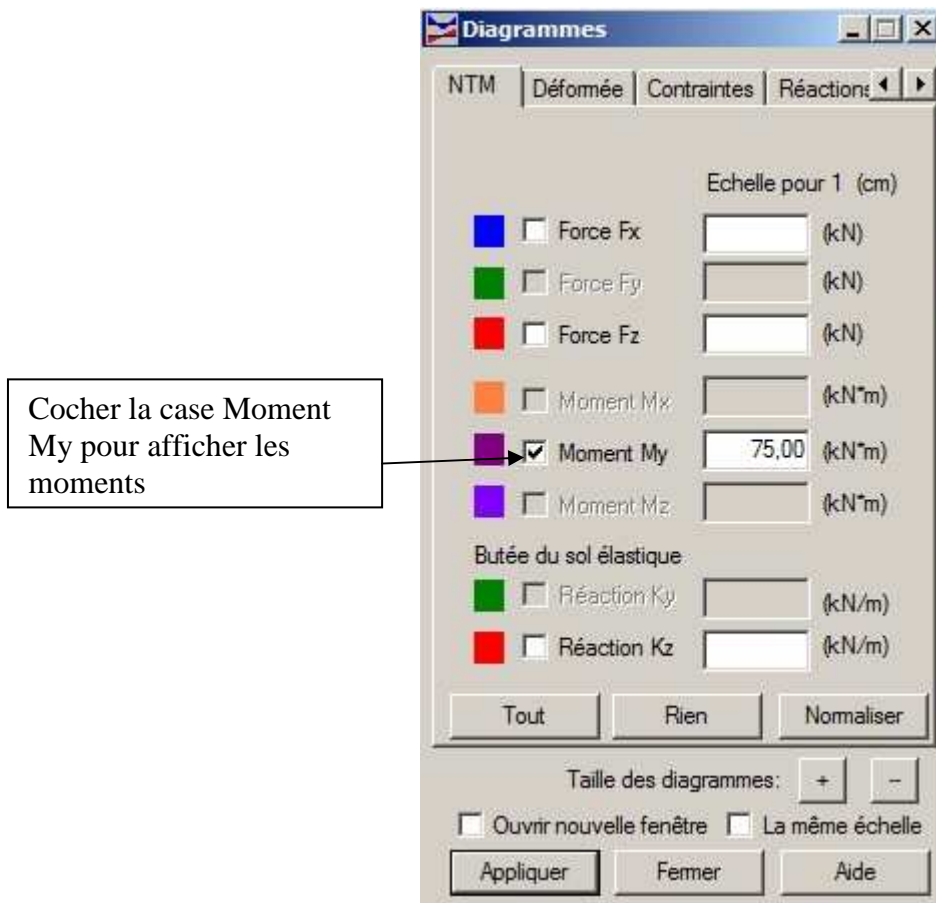 Diagrammes
NTM Déformée Contraintes Réactions
Echelle pour 1 (cm)
Force Fx (kN)
Force Fy (kN)
Force Fz (kN)
Moment Mx (kN*m)
Cocher la case Moment
My pour afficher les
moments
Moment My 75,00 (kN*m)
Moment Mz (kN*m)
Butée du sol élastique
Réaction Ky (kN/m)
Réaction Kz (kN/m)
Tout Rien Normaliser
Taille des diagrammes: + -
Ouvrir nouvelle fenêtre La même échelle
Appliquer Fermer Aide